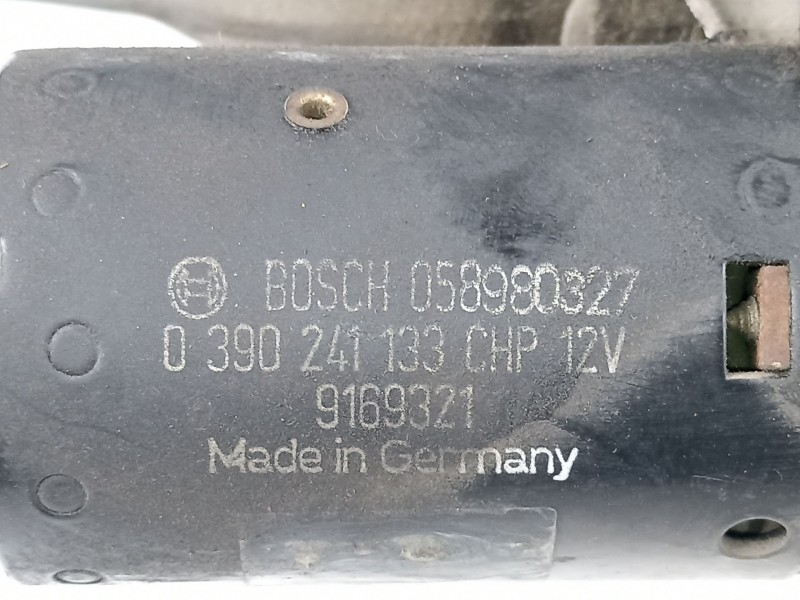 BOSCH 058980327
0 390 241 133 CHP 12V
9169321
Made in Germany